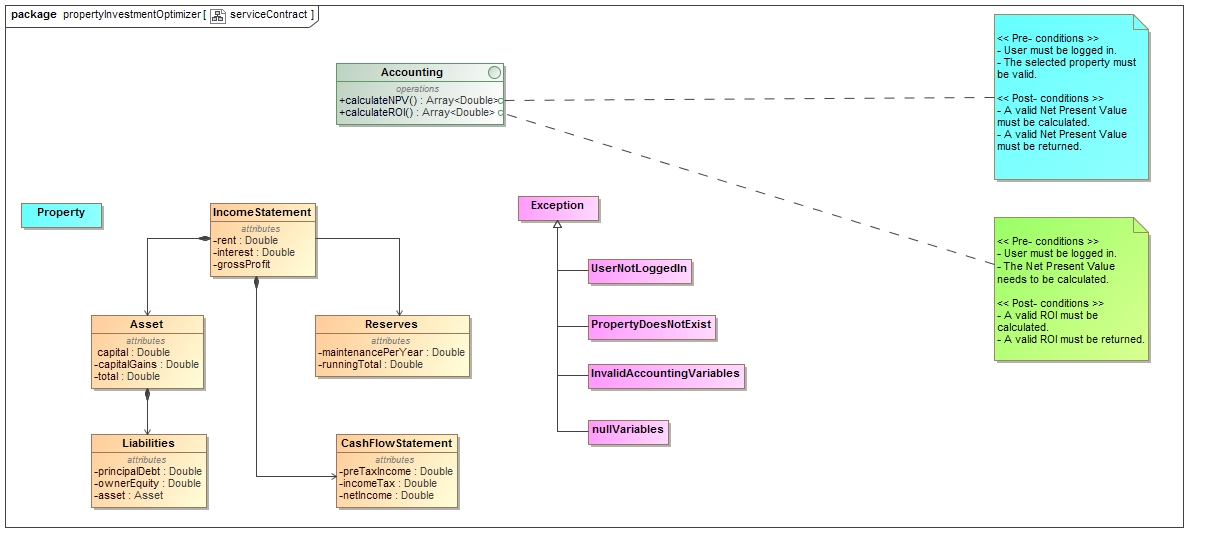 package propertyInvestmentOptimizer [ serviceContract ]
Accounting
operations
+calculateNPV() : Array<Double>
+calculateROI() : Array<Double>
<< Pre- conditions >>
- User must be logged in.
- The selected property must
be valid.
<< Post- conditions >>
- A valid Net Present Value
must be calculated.
- A valid Net Present Value
must be returned.
Property
IncomeStatement
attributes
-rent : Double
-interest : Double
-grossProfit
Exception
UserNotLoggedIn
PropertyDoesNotExist
InvalidAccountingVariables
nullVariables
<< Pre- conditions >>
- User must be logged in.
- The Net Present Value
needs to be calculated.
<< Post- conditions >>
- A valid ROI must be
calculated.
- A valid ROI must be returned.
Asset
attributes
capital : Double
-capitalGains : Double
-total : Double
Reserves
attributes
-maintenancePerYear : Double
-runningTotal : Double
Liabilities
attributes
-principalDebt : Double
-ownerEquity : Double
-asset : Asset
CashFlowStatement
attributes
-preTaxIncome : Double
-incomeTax : Double
-netIncome : Double